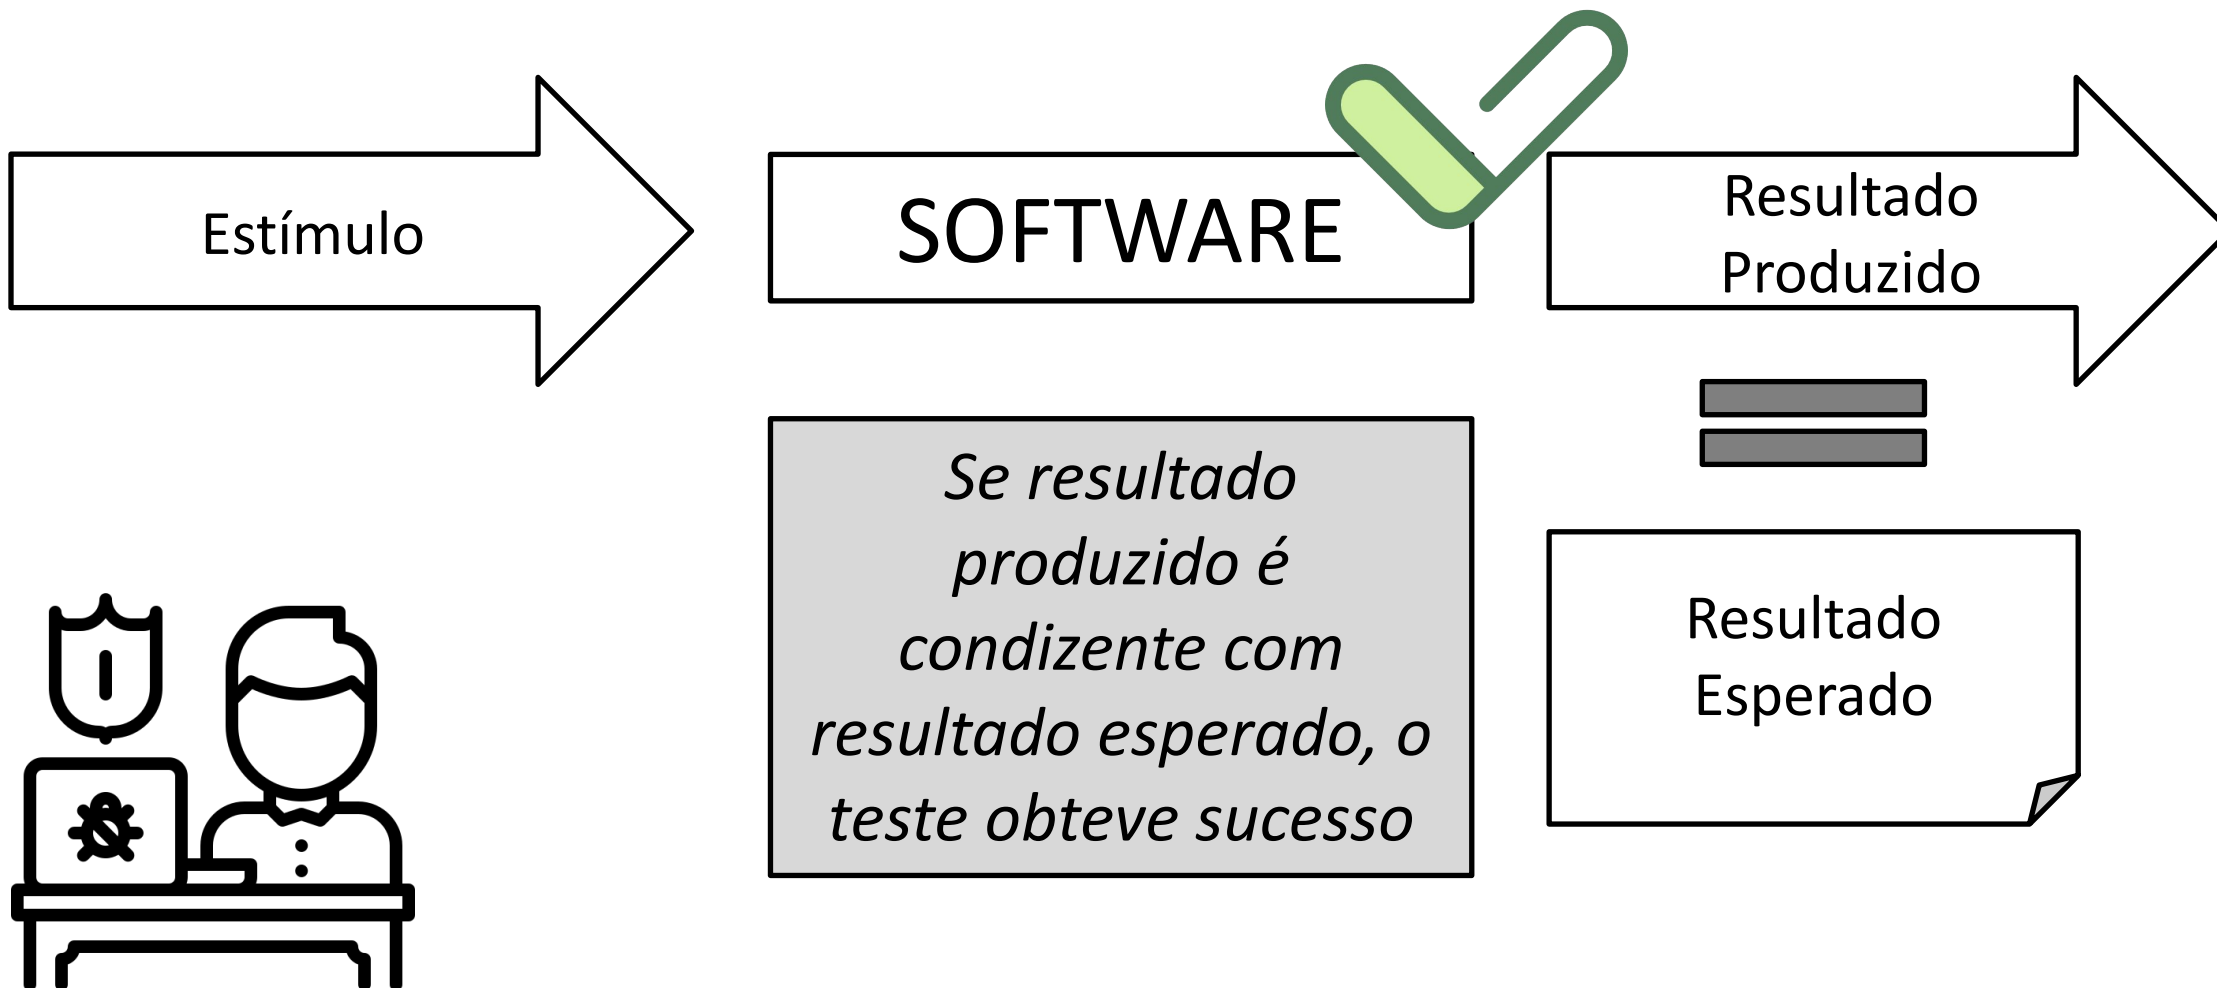 Estímulo
SOFTWARE
Resultado
Produzido
Se resultado
produzido é
condizente com
resultado esperado, o
teste obteve sucesso
Resultado
Esperado